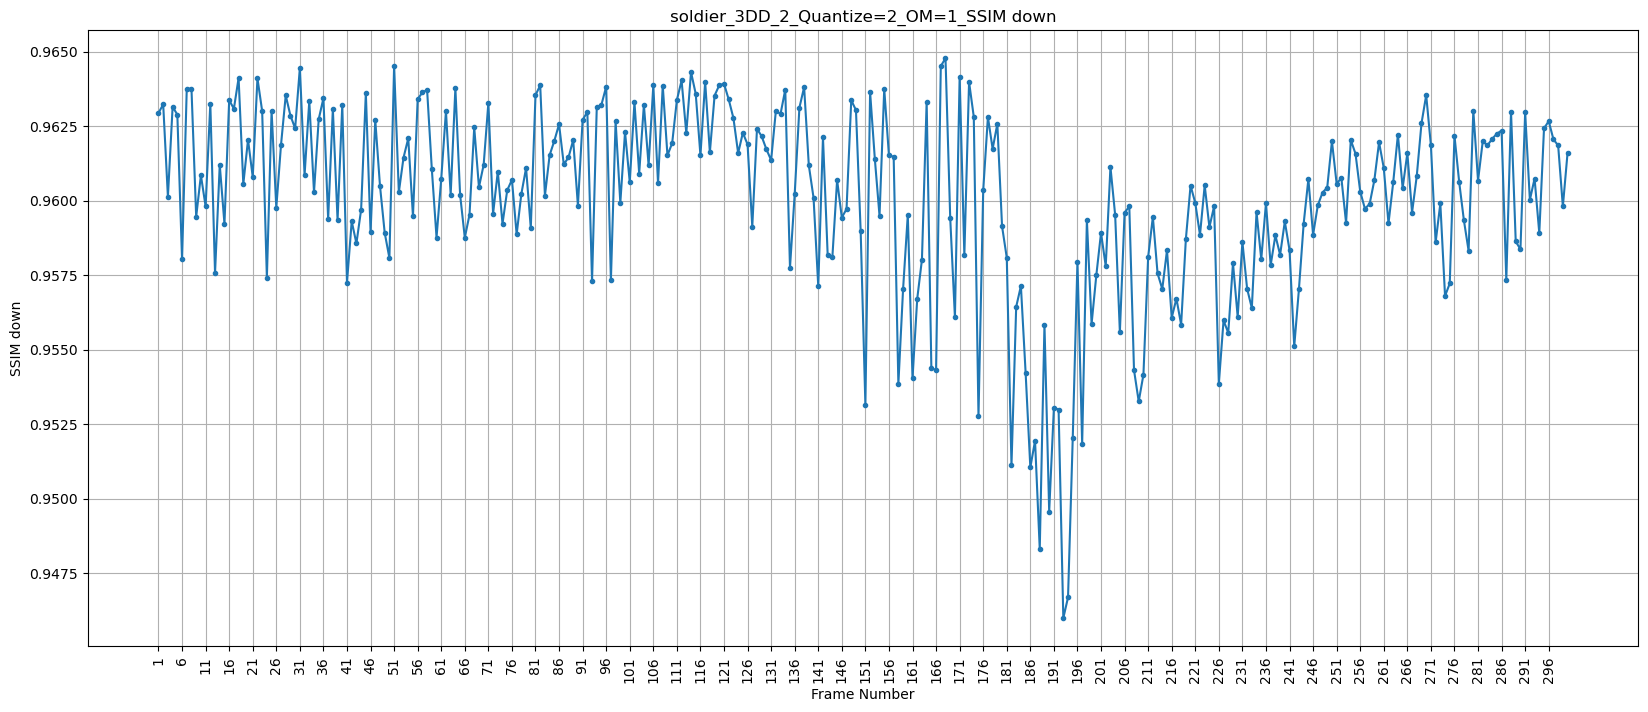 soldier_3DD_2_Quantize=2_OM=1_SSIM down
SSIM down
0.9650
0.9625
0.9600
0.9575
0.9550
0.9525
0.9500
0.9475
1 6 11 16 21 26 31 36 41 46 51 56 61 66 71 76 81 86 91 96 101 106 111 116 121 126 131 136 141 146 151 156 161 166 171 176 181 186 191 196 201 206 211 216 221 226 231 236 241 246 251 256 261 266 271 276 281 286 291 296
Frame Number